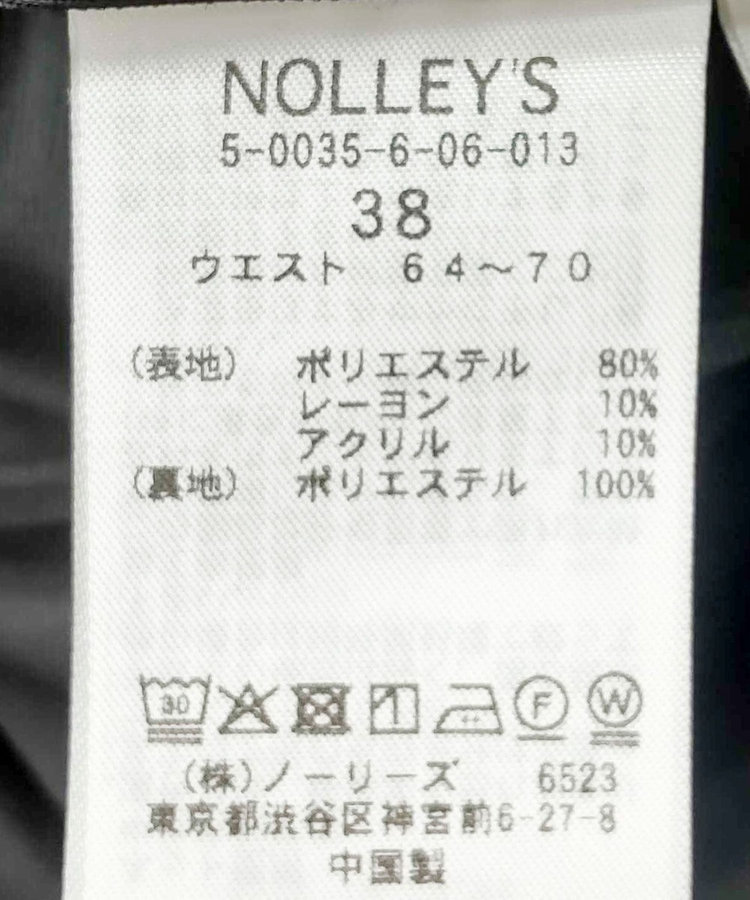 NOLLEY'S
5-0035-6-06-013
38
ウエスト 64～70
(表地) ポリエステル 80%
レーヨン 10%
アクリル 10%
(裏地) ポリエステル 100%
30 F W
(株)ノーリーズ 6523
東京都渋谷区神宮前6-27-8
中国製